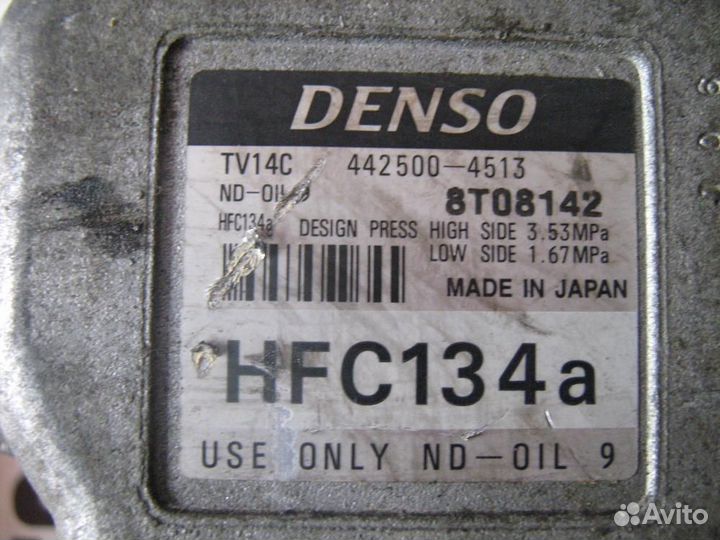 DENSO
TV14C 442500-4513
ND-OIL 9 8T08142
HFC134a DESIGN PRESS HIGH SIDE 3.53MPa
LOW SIDE 1.67MPa
MADE IN JAPAN
HFC134a
USE ONLY ND-OIL 9
Avito